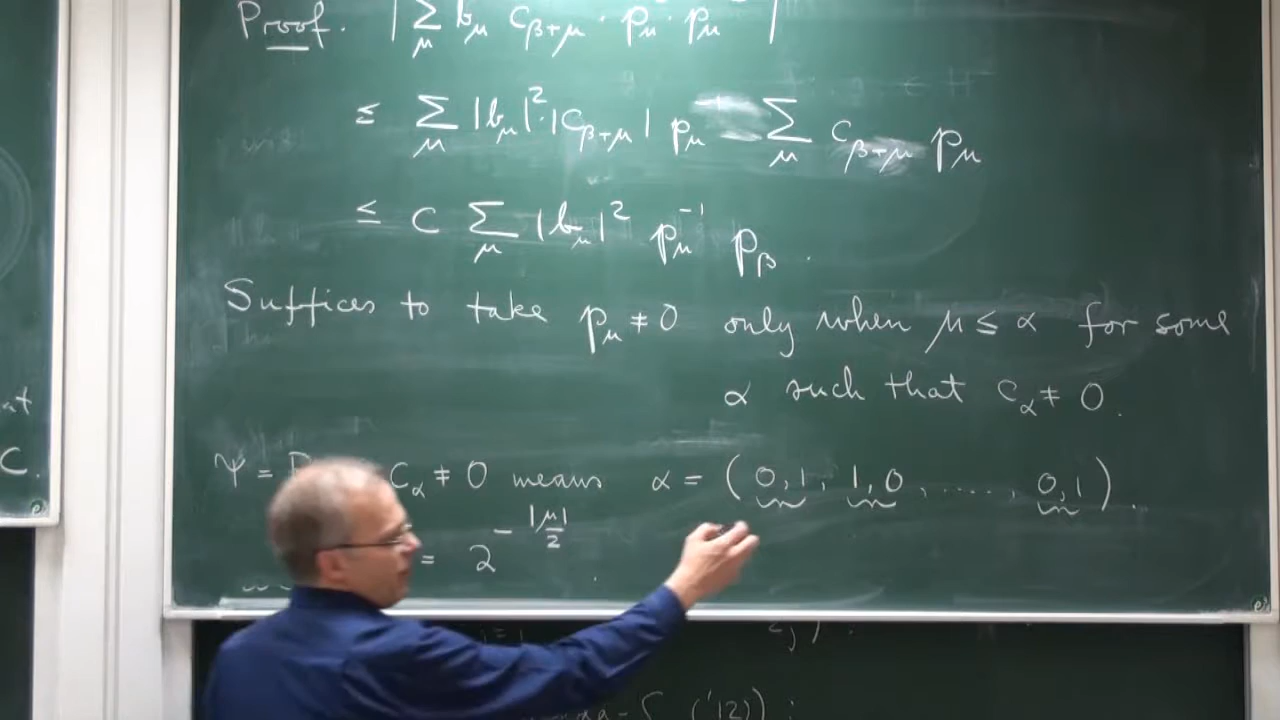 Proof. |∑_μ b_μ c_{β+μ} · p_μ^- · p_μ |
≤ ∑_μ |b_μ|^2 · |c_{β+μ}| p_μ^- ∑_μ c_{β+μ} p_μ
≤ C ∑_μ |b_μ|^2 p_μ^{-1} p_β .
Suffices to take p_μ ≠ 0 only when μ ≤ α for some
α such that c_α ≠ 0.
Ψ = C_α ≠ 0 means α = (0,1, 1,0, ....., 0,1).
= 2^{-|μ|/2}
C.
('12)) ;